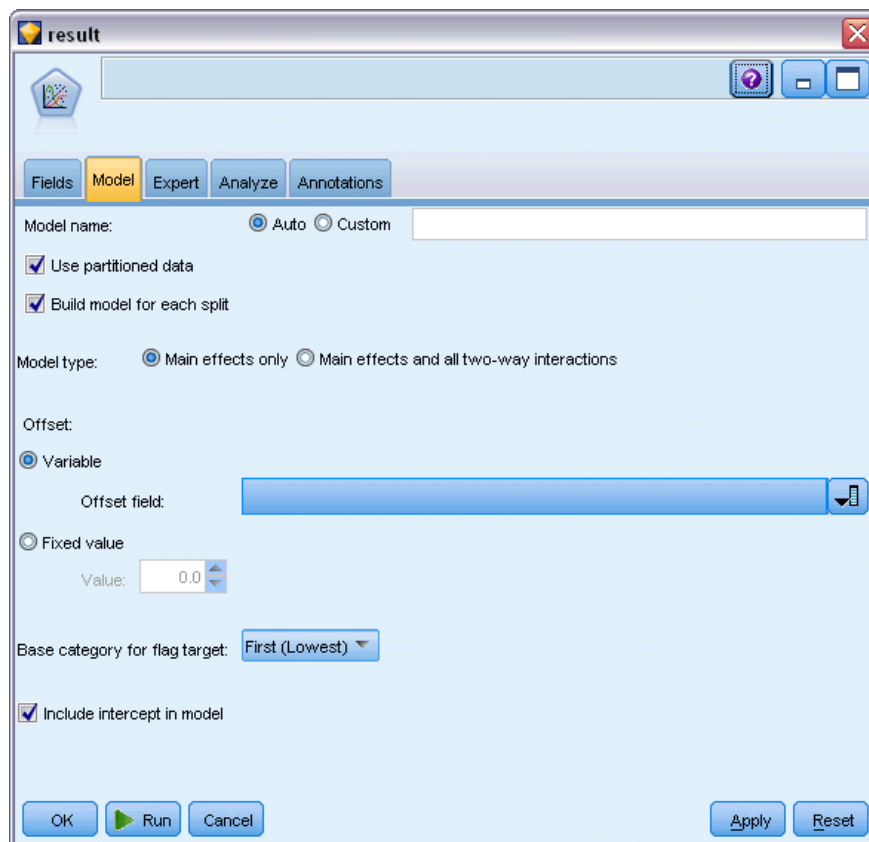 result
?
Fields Model Expert Analyze Annotations
Model name: Auto Custom
Use partitioned data
Build model for each split
Model type: Main effects only Main effects and all two-way interactions
Offset:
Variable
Offset field:
Fixed value
Value: 0.0
Base category for flag target: First (Lowest)
Include intercept in model
OK Run Cancel Apply Reset